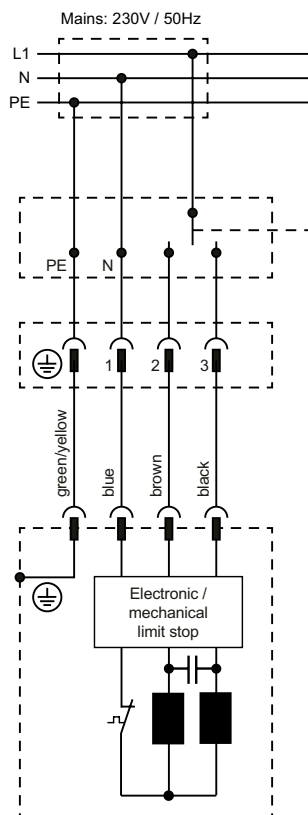 Mains: 230V / 50Hz
L1
N
PE
PE
N
1
2
3
green/yellow
blue
brown
black
Electronic /
mechanical
limit stop